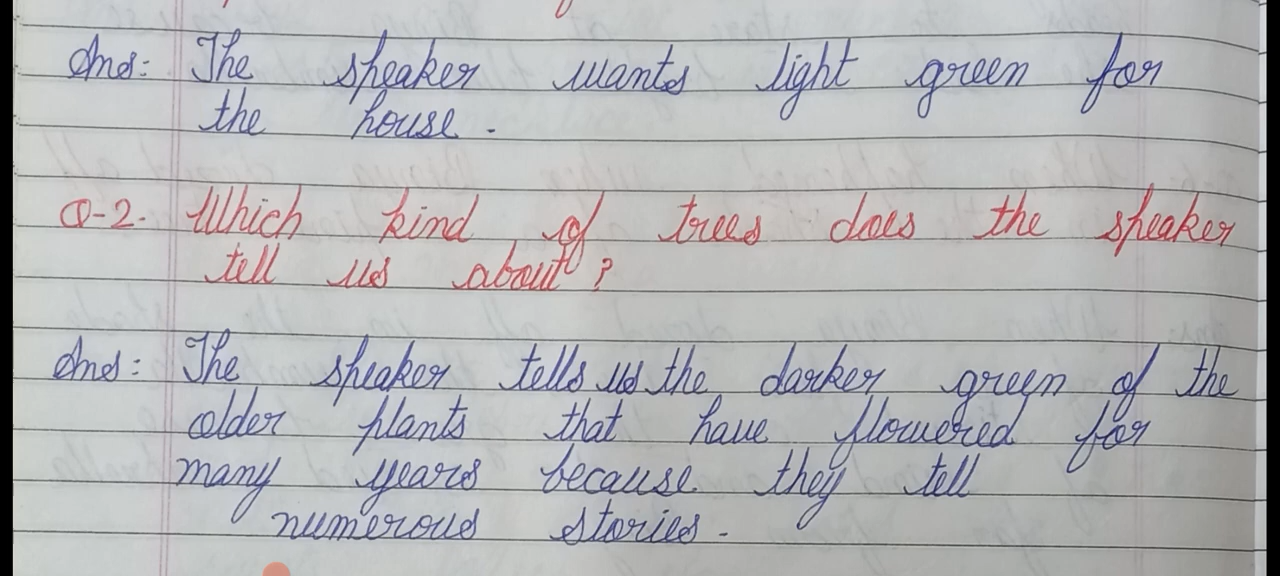 Ans: The speaker wants light green for
the house.
Q-2. Which kind of trees does the speaker
tell us about?
Ans: The speaker tells us the darker green of the
older plants that have flowered for
many years because they tell
numerous stories.